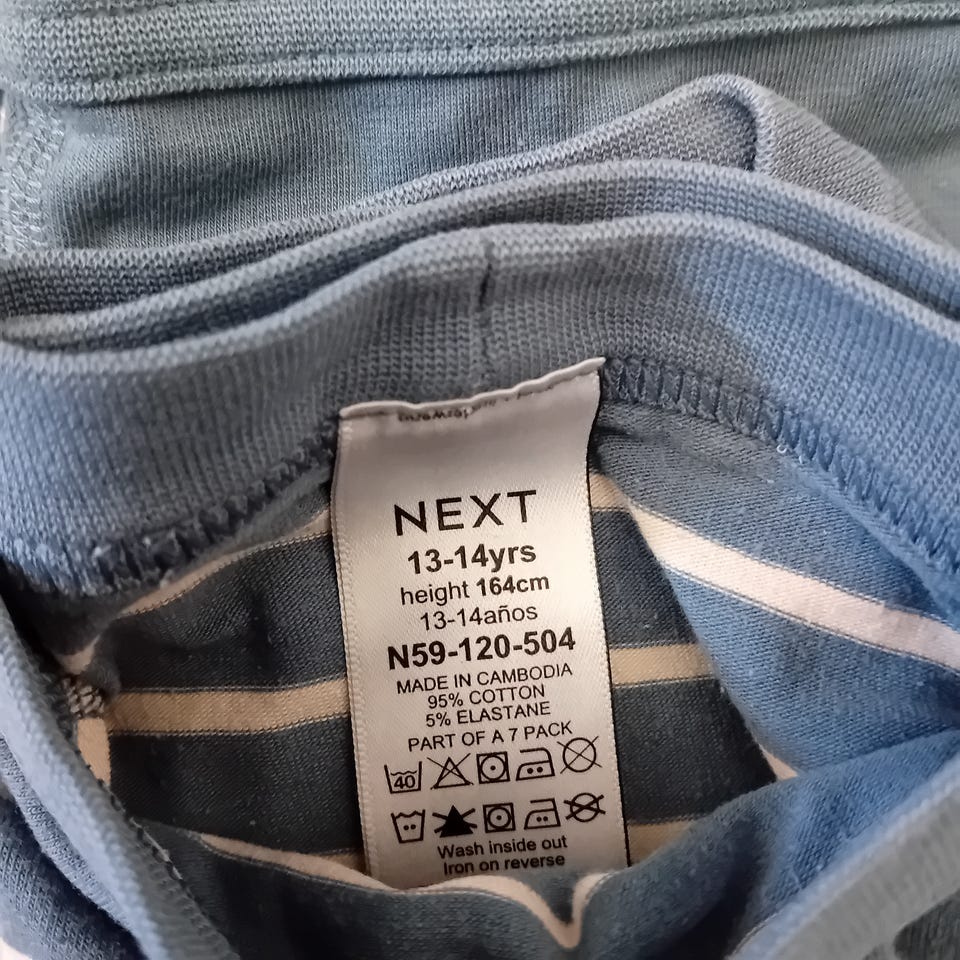 NEXT
13-14yrs
height 164cm
13-14años
N59-120-504
MADE IN CAMBODIA
95% COTTON
5% ELASTANE
PART OF A 7 PACK
40
Wash inside out
Iron on reverse